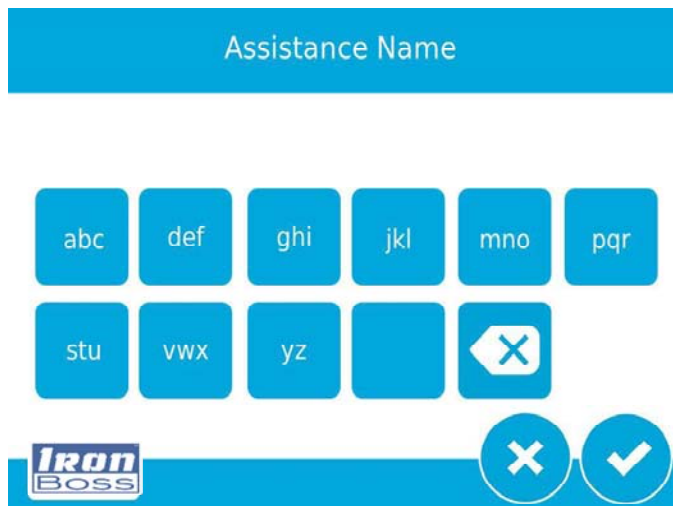 Assistance Name
abc def ghi jkl mno pqr
stu vwx yz
IRON
BOSS